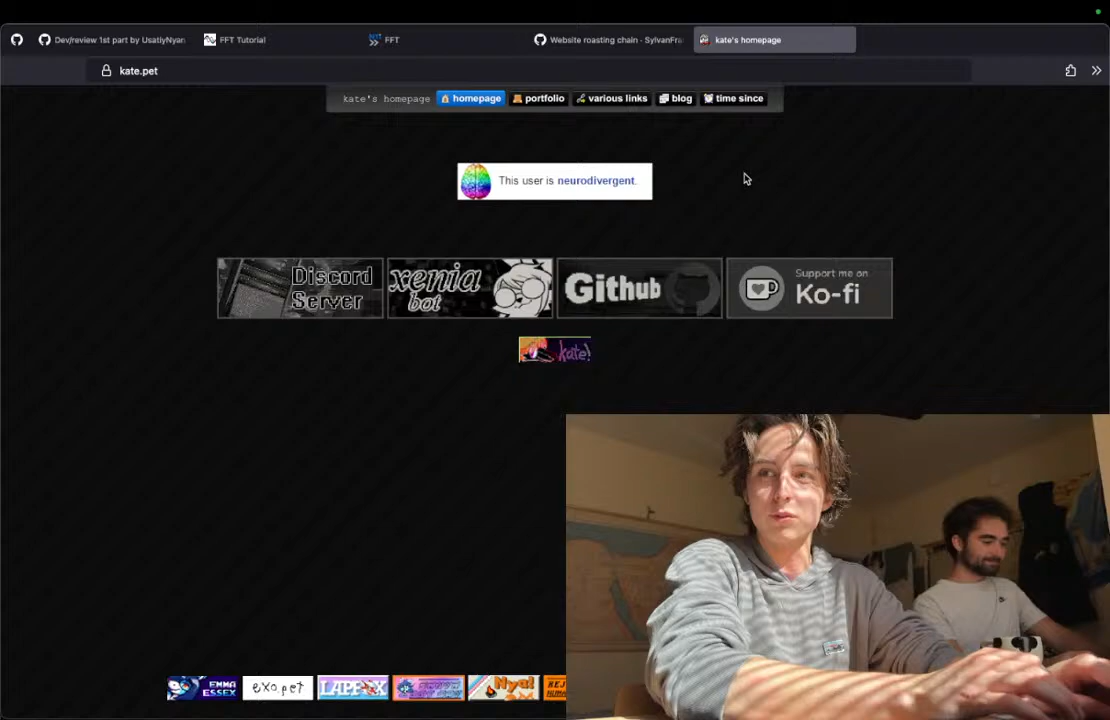 Dev/review 1st part by UsatiyNyan
FFT Tutorial
FFT
Website roasting chain - SylvanFra
kate's homepage
kate.pet
kate's homepage
homepage
portfolio
various links
blog
time since
This user is neurodivergent.
Discord
Server
xenia
bot
Github
Support me on
Ko-fi
kate!
EMMA
ESSEX
exo.pet
Nya!